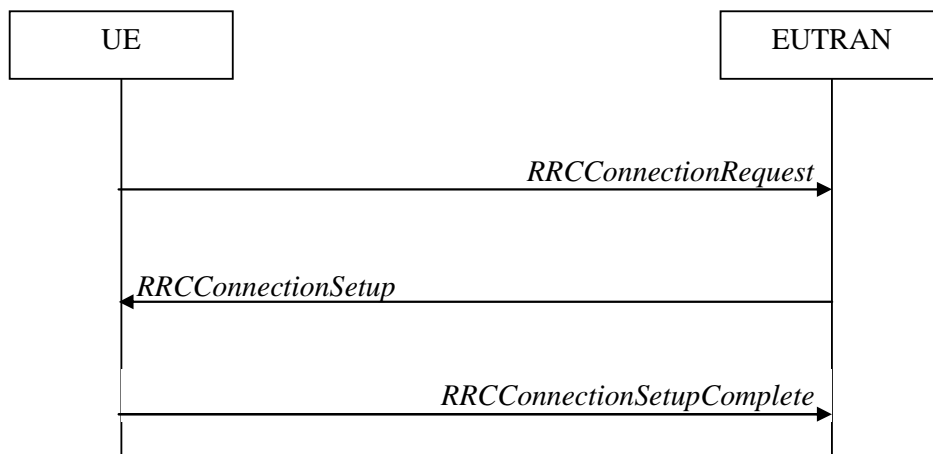 UE
EUTRAN
RRCConnectionRequest
RRCConnectionSetup
RRCConnectionSetupComplete